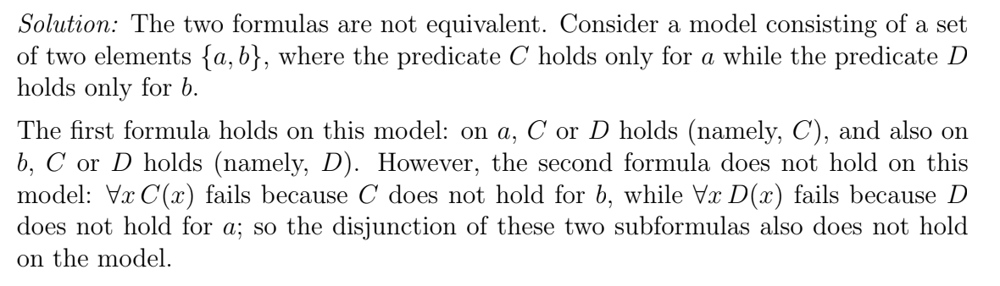 Solution: The two formulas are not equivalent. Consider a model consisting of a set
of two elements {a, b}, where the predicate C holds only for a while the predicate D
holds only for b.
The first formula holds on this model: on a, C or D holds (namely, C), and also on
b, C or D holds (namely, D). However, the second formula does not hold on this
model: ∀x C(x) fails because C does not hold for b, while ∀x D(x) fails because D
does not hold for a; so the disjunction of these two subformulas also does not hold
on the model.